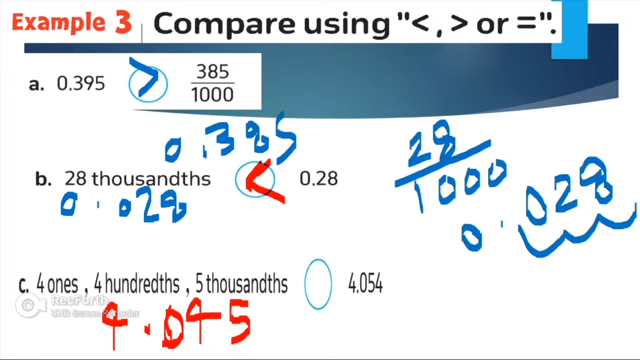 Example 3 Compare using "<, > or =".
a. 0.395 > 385/1000
0.385
28/1000
b. 28 thousandths < 0.28
0.028
0.028
c. 4 ones , 4 hundredths , 5 thousandths 4.054
RecForth
4.045